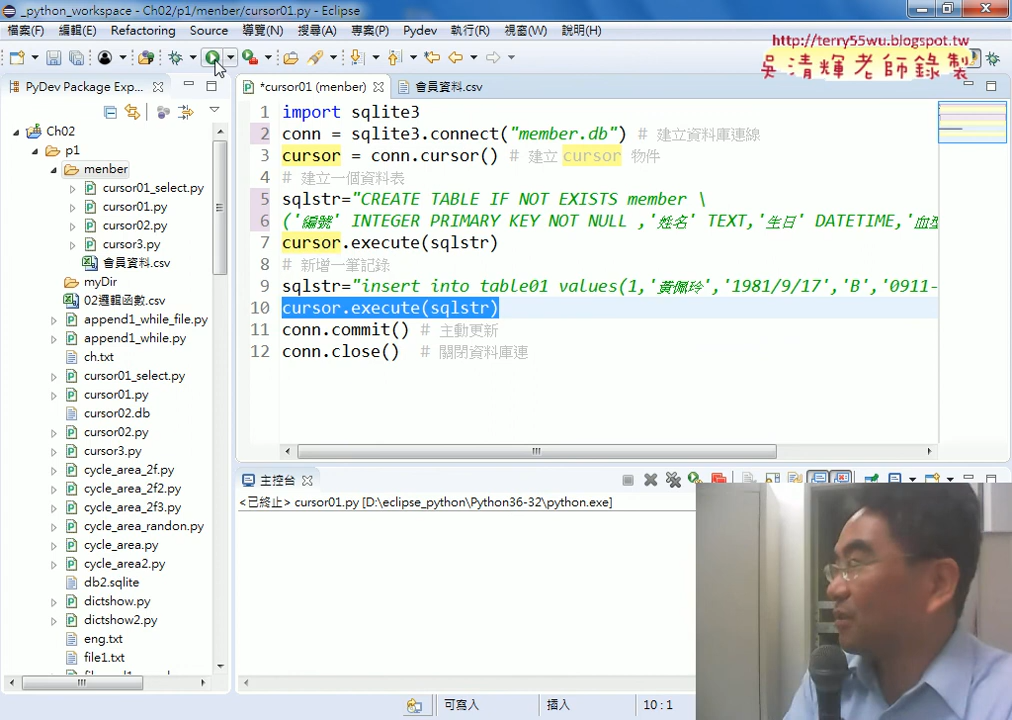 _python_workspace - Ch02/p1/menber/cursor01.py - Eclipse
檔案(F) 編輯(E) Refactoring Source 導覽(N) 搜尋(A) 專案(P) Pydev 執行(R) 視窗(W) 說明(H)
http://terry55wu.blogspot.tw
吳清輝老師錄製
PyDev Package Exp...
*cursor01 (menber)
會員資料.csv
Ch02
p1
menber
cursor01_select.py
cursor01.py
cursor02.py
cursor3.py
會員資料.csv
myDir
02邏輯函數.csv
append1_while_file.py
append1_while.py
ch.txt
cursor01_select.py
cursor01.py
cursor02.db
cursor02.py
cursor3.py
cycle_area_2f.py
cycle_area_2f2.py
cycle_area_2f3.py
cycle_area_randon.py
cycle_area.py
cycle_area2.py
db2.sqlite
dictshow.py
dictshow2.py
eng.txt
file1.txt
1 import sqlite3
2 conn = sqlite3.connect("member.db") # 建立資料庫連線
3 cursor = conn.cursor() # 建立 cursor 物件
4 # 建立一個資料表
5 sqlstr="CREATE TABLE IF NOT EXISTS member \
6 ('編號' INTEGER PRIMARY KEY NOT NULL ,'姓名' TEXT,'生日' DATETIME,'血型
7 cursor.execute(sqlstr)
8 # 新增一筆記錄
9 sqlstr="insert into table01 values(1,'黃佩玲','1981/9/17','B','0911-
10 cursor.execute(sqlstr)
11 conn.commit() # 主動更新
12 conn.close() # 關閉資料庫連
主控台
<已終止> cursor01.py [D:\eclipse_python\Python36-32\python.exe]
可寫入 插入 10 : 1